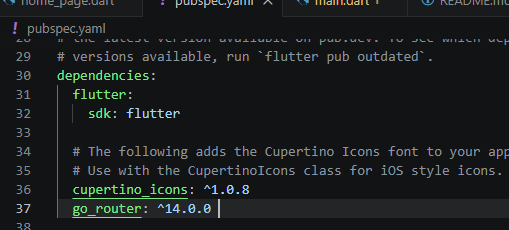 home_page.dart pubspec.yaml main.dart 1 README.m
! pubspec.yaml
28 # the latest version available on pub.dev. To see which dep
29 # versions available, run `flutter pub outdated`.
30 dependencies:
31 flutter:
32 sdk: flutter
33
34 # The following adds the Cupertino Icons font to your app
35 # Use with the CupertinoIcons class for iOS style icons.
36 cupertino_icons: ^1.0.8
37 go_router: ^14.0.0
38